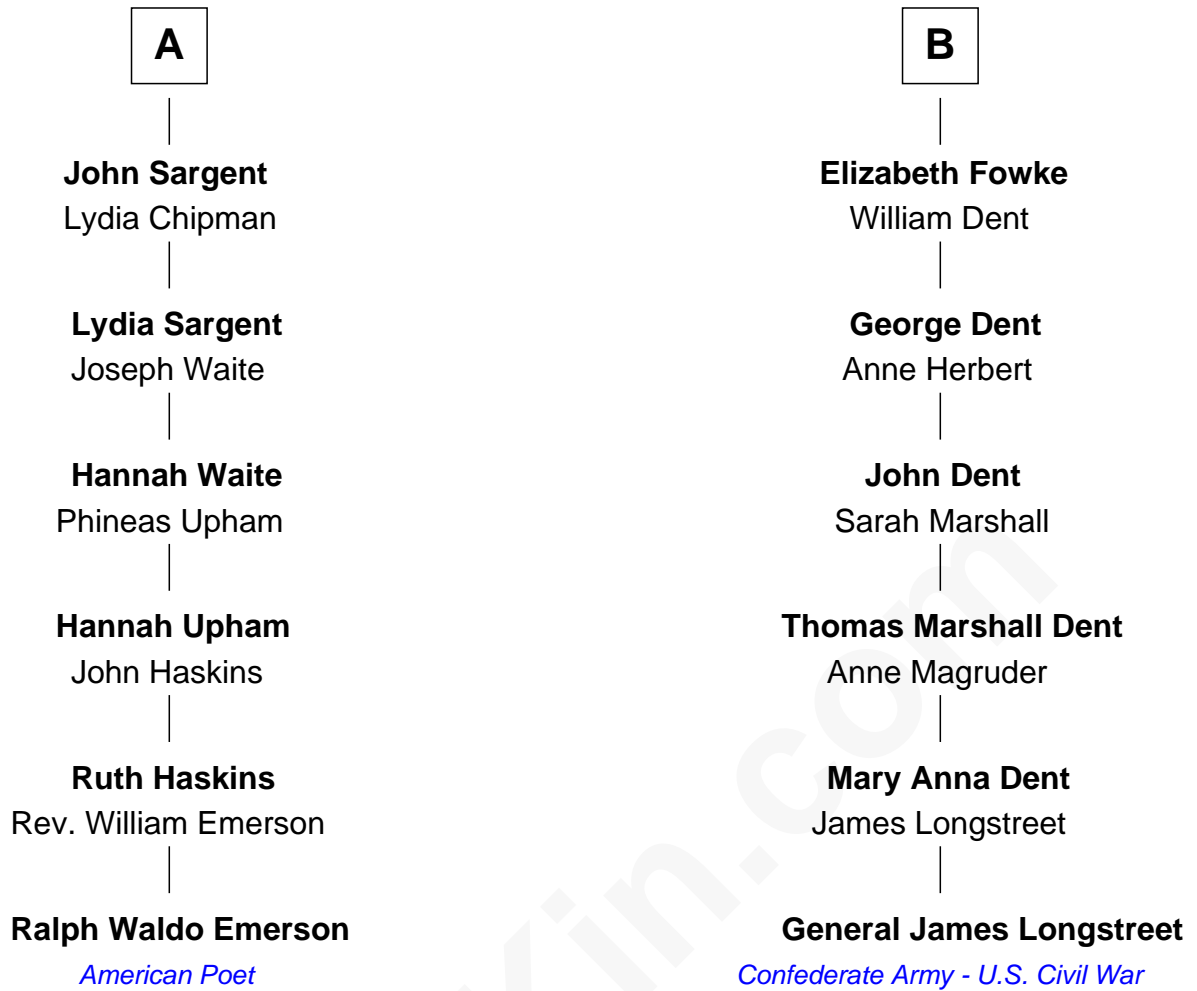 A
John Sargent
Lydia Chipman
Lydia Sargent
Joseph Waite
Hannah Waite
Phineas Upham
Hannah Upham
John Haskins
Ruth Haskins
Rev. William Emerson
Ralph Waldo Emerson
American Poet
B
Elizabeth Fowke
William Dent
George Dent
Anne Herbert
John Dent
Sarah Marshall
Thomas Marshall Dent
Anne Magruder
Mary Anna Dent
James Longstreet
General James Longstreet
Confederate Army - U.S. Civil War
Kin.com